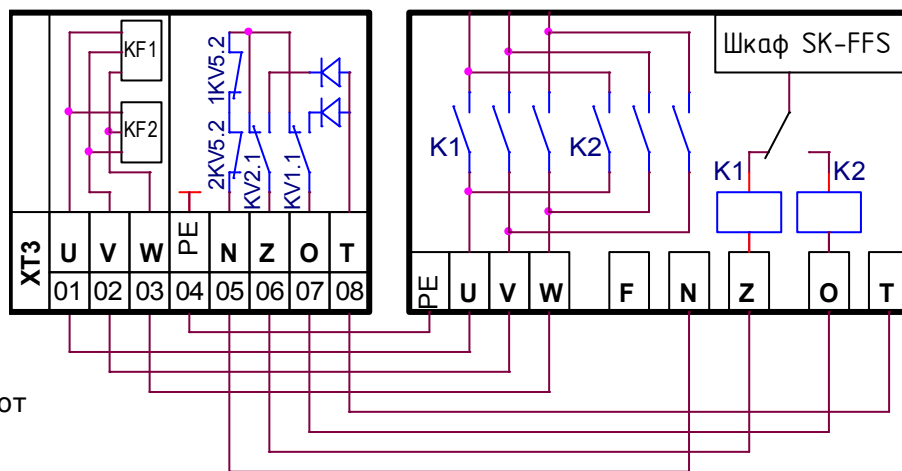 KF1
KF2
1KV5.2
2KV5.2
KV2.1
KV1.1
XT3
U V W PE N Z O T
01 02 03 04 05 06 07 08
Шкаф SK-FFS
K1
K2
K1
K2
PE U V W F N Z O T
от